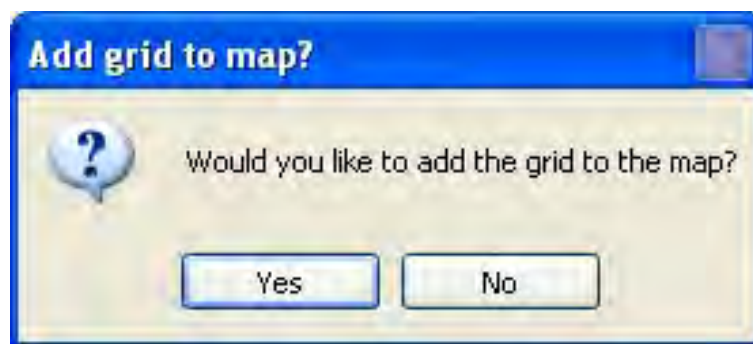 Add grid to map?
Would you like to add the grid to the map?
Yes No